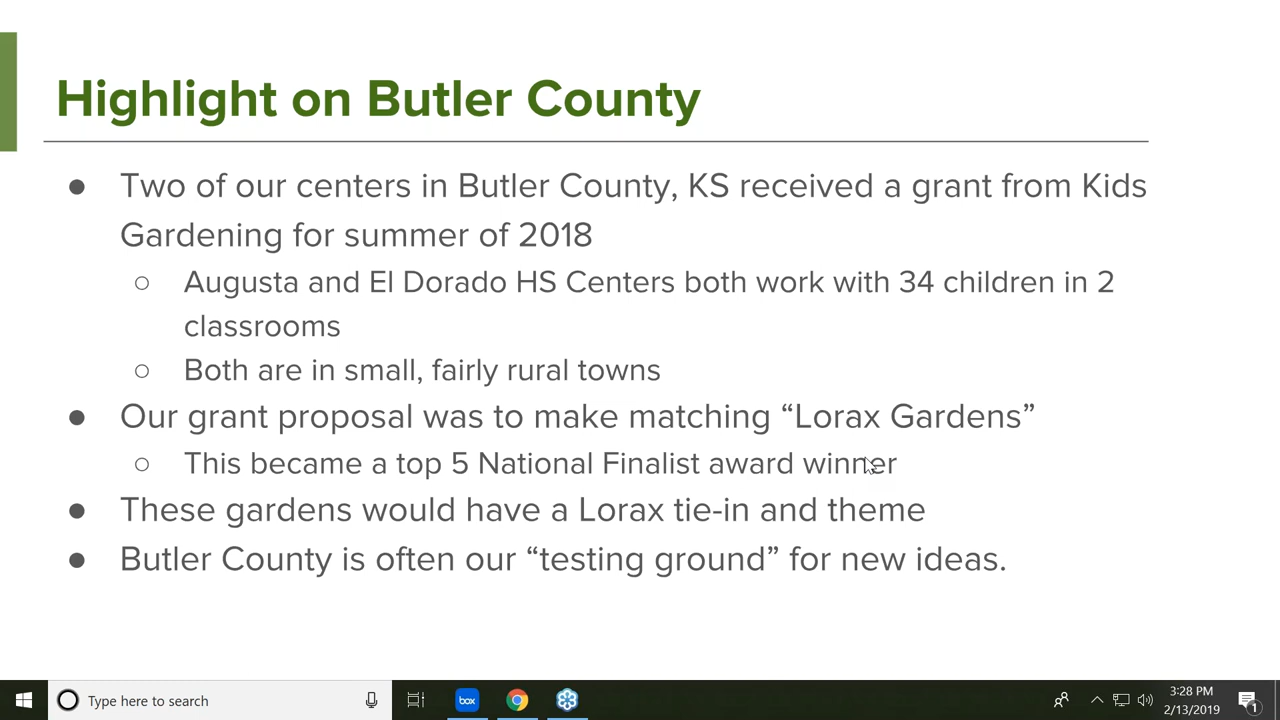 Highlight on Butler County
● Two of our centers in Butler County, KS received a grant from Kids
Gardening for summer of 2018
○ Augusta and El Dorado HS Centers both work with 34 children in 2
classrooms
○ Both are in small, fairly rural towns
● Our grant proposal was to make matching “Lorax Gardens”
○ This became a top 5 National Finalist award winner
● These gardens would have a Lorax tie-in and theme
● Butler County is often our “testing ground” for new ideas.
Type here to search
box
3:28 PM
2/13/2019
1